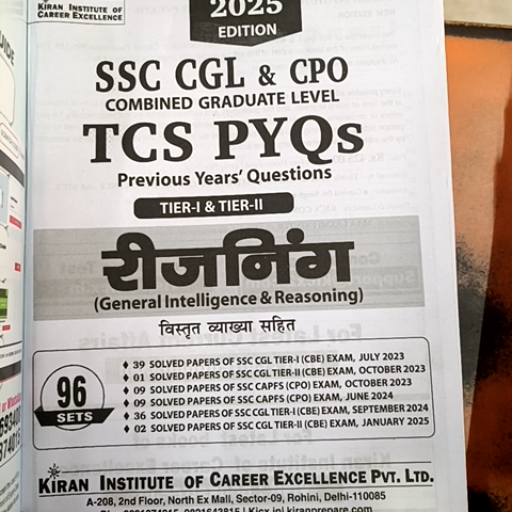 KIRAN INSTITUTE OF
CAREER EXCELLENCE
2025
EDITION
SSC CGL & CPO
COMBINED GRADUATE LEVEL
TCS PYQs
Previous Years' Questions
TIER-I & TIER-II
रीजनिंग
(General Intelligence & Reasoning)
विस्तृत व्याख्या सहित
96
SETS
♦ 39 SOLVED PAPERS OF SSC CGL TIER-I (CBE) EXAM, JULY 2023
♦ 01 SOLVED PAPERS OF SSC CGL TIER-II (CBE) EXAM, OCTOBER 2023
♦ 09 SOLVED PAPERS OF SSC CAPFS (CPO) EXAM, OCTOBER 2023
♦ 09 SOLVED PAPERS OF SSC CAPFS (CPO) EXAM, JUNE 2024
♦ 36 SOLVED PAPERS OF SSC CGL TIER-I (CBE) EXAM, SEPTEMBER 2024
♦ 02 SOLVED PAPERS OF SSC CGL TIER-II (CBE) EXAM, JANUARY 2025
KIRAN INSTITUTE OF CAREER EXCELLENCE PVT. LTD.
A-208, 2nd Floor, North Ex Mall, Sector-09, Rohini, Delhi-110085